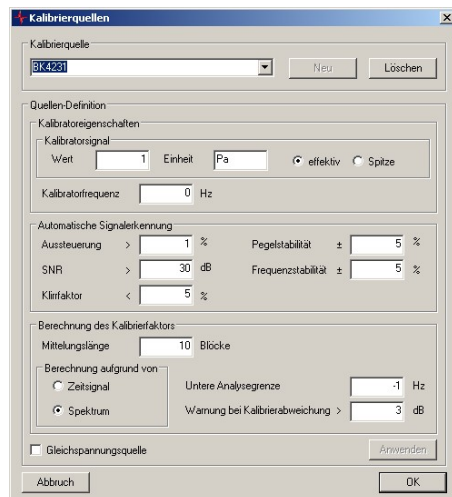 Kalibrierquellen
Kalibrierquelle
BK4231 Neu Löschen
Quellen-Definition
Kalibratoreigenschaften
Kalibratorsignal
Wert 1 Einheit Pa effektiv Spitze
Kalibratorfrequenz 0 Hz
Automatische Signalerkennung
Aussteuerung > 1 % Pegelstabilität ± 5 %
SNR > 30 dB Frequenzstabilität ± 5 %
Klirrfaktor < 5 %
Berechnung des Kalibrierfaktors
Mittelungslänge 10 Blöcke
Berechnung aufgrund von
Zeitsignal Untere Analysegrenze -1 Hz
Spektrum Warnung bei Kalibrierabweichung > 3 dB
Gleichspannungsquelle Anwenden
Abbruch OK